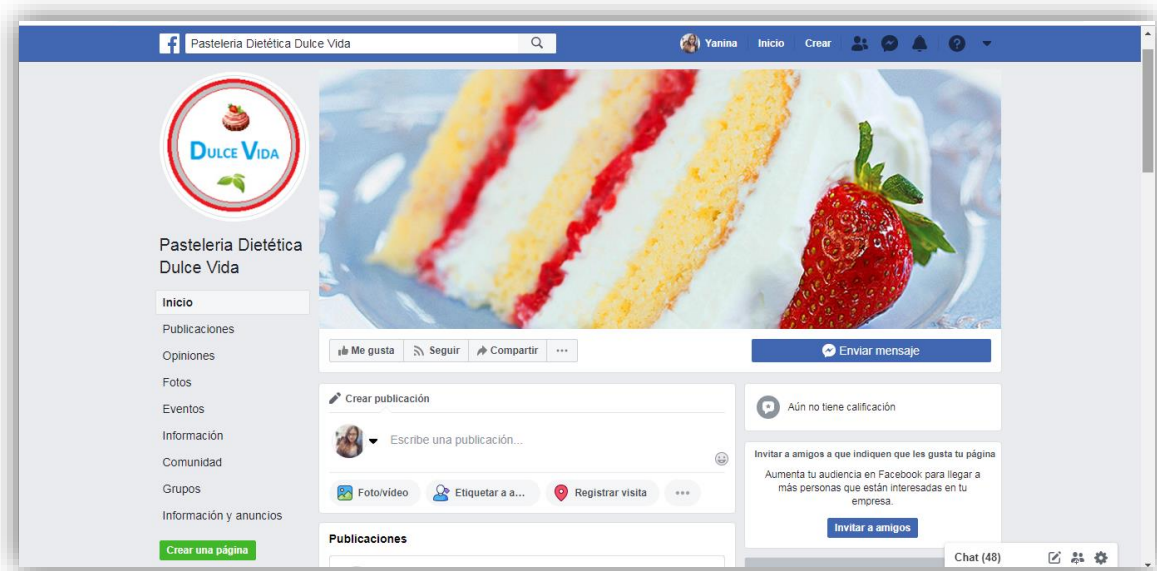 Pasteleria Dietética Dulce Vida
Yanina Inicio Crear
DULCE VIDA
Pasteleria Dietética
Dulce Vida
Inicio
Publicaciones
Opiniones
Fotos
Eventos
Información
Comunidad
Grupos
Información y anuncios
Crear una página
Me gusta Seguir Compartir ...
Enviar mensaje
Crear publicación
Escribe una publicación...
Foto/vídeo Etiquetar a a... Registrar visita ...
Publicaciones
Aún no tiene calificación
Invitar a amigos a que indiquen que les gusta tu página
Aumenta tu audiencia en Facebook para llegar a
más personas que están interesadas en tu
empresa.
Invitar a amigos
Chat (48)